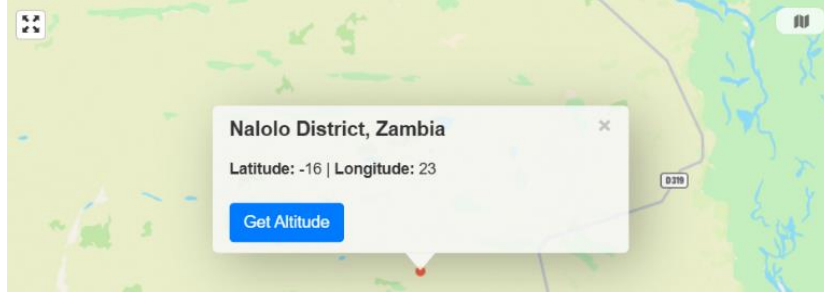 Nalolo District, Zambia ×
Latitude: -16 | Longitude: 23
D319
Get Altitude